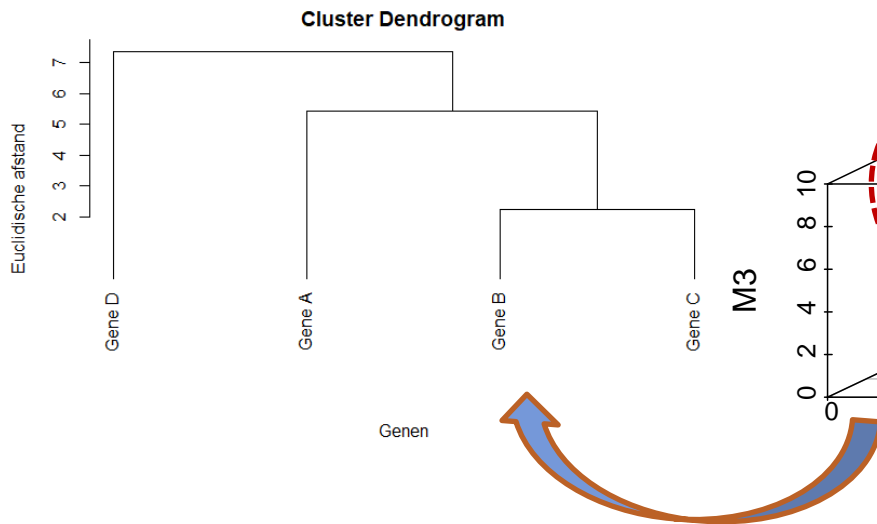 Cluster Dendrogram
Euclidische afstand
7
6
5
4
3
2
Gene D
Gene A
Gene B
Gene C
Genen
M3
10
8
6
4
2
0
0